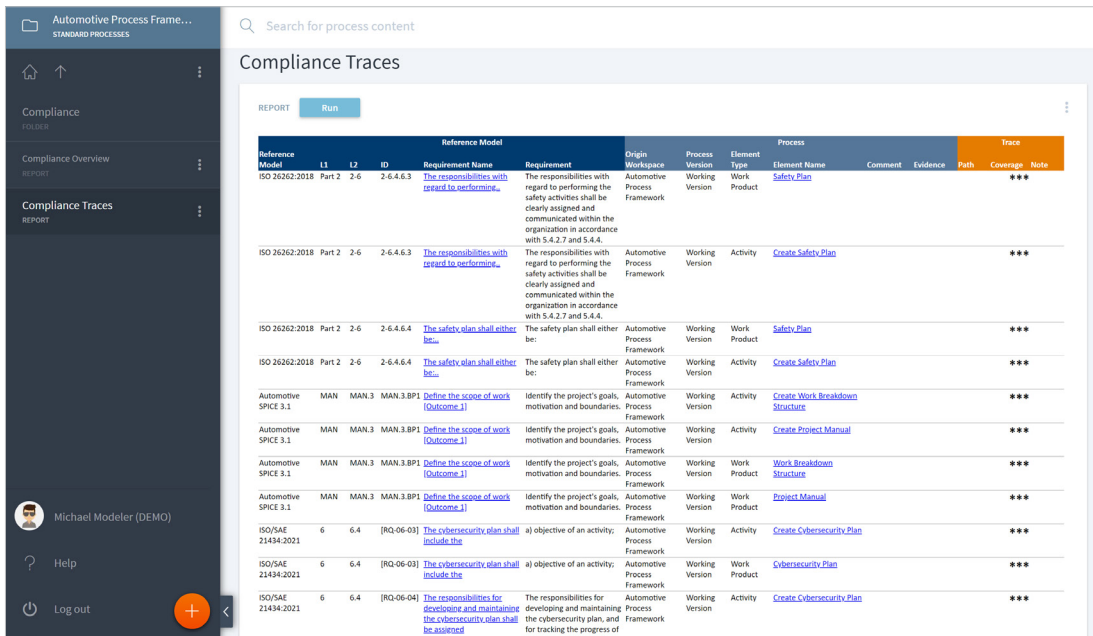 Automotive Process Frame...
STANDARD PROCESSES
Search for process content
Compliance
FOLDER
Compliance Overview
REPORT
Compliance Traces
REPORT
Michael Modeler (DEMO)
? Help
Log out
+
<
Compliance Traces
REPORT Run
Reference Model Process Trace
Reference Model L1 L2 ID Requirement Name Requirement Origin Workspace Process Version Element Type Element Name Comment Evidence Path Coverage Note
ISO 26262:2018 Part 2 2-6 2-6.4.6.3 The responsibilities with The responsibilities with Automotive Working Work Safety Plan ***
regard to performing.. regard to performing the Process Version Product
safety activities shall be Framework
clearly assigned and
communicated within the
organization in accordance
with 5.4.2.7 and 5.4.4.
ISO 26262:2018 Part 2 2-6 2-6.4.6.3 The responsibilities with The responsibilities with Automotive Working Activity Create Safety Plan ***
regard to performing.. regard to performing the Process Version
safety activities shall be Framework
clearly assigned and
communicated within the
organization in accordance
with 5.4.2.7 and 5.4.4.
ISO 26262:2018 Part 2 2-6 2-6.4.6.4 The safety plan shall either The safety plan shall either Automotive Working Work Safety Plan ***
be:.. be: Process Version Product
Framework
ISO 26262:2018 Part 2 2-6 2-6.4.6.4 The safety plan shall either The safety plan shall either Automotive Working Activity Create Safety Plan ***
be:.. be: Process Version
Framework
Automotive MAN MAN.3 MAN.3.BP1 Define the scope of work Identify the project's goals, Automotive Working Activity Create Work Breakdown ***
SPICE 3.1 [Outcome 1] motivation and boundaries. Process Version Structure
Framework
Automotive MAN MAN.3 MAN.3.BP1 Define the scope of work Identify the project's goals, Automotive Working Activity Create Project Manual ***
SPICE 3.1 [Outcome 1] motivation and boundaries. Process Version
Framework
Automotive MAN MAN.3 MAN.3.BP1 Define the scope of work Identify the project's goals, Automotive Working Work Work Breakdown ***
SPICE 3.1 [Outcome 1] motivation and boundaries. Process Version Product Structure
Framework
Automotive MAN MAN.3 MAN.3.BP1 Define the scope of work Identify the project's goals, Automotive Working Work Project Manual ***
SPICE 3.1 [Outcome 1] motivation and boundaries. Process Version Product
Framework
ISO/SAE 6 6.4 [RQ-06-03] The cybersecurity plan shall a) objective of an activity; Automotive Working Activity Create Cybersecurity Plan ***
21434:2021 include the Process Version
Framework
ISO/SAE 6 6.4 [RQ-06-03] The cybersecurity plan shall a) objective of an activity; Automotive Working Work Cybersecurity Plan ***
21434:2021 include the Process Version Product
Framework
ISO/SAE 6 6.4 [RQ-06-04] The responsibilities for The responsibilities for Automotive Working Activity Create Cybersecurity Plan ***
21434:2021 developing and maintaining developing and maintaining Process Version
the cybersecurity plan shall the cybersecurity plan, and Framework
be assigned for tracking the progress of